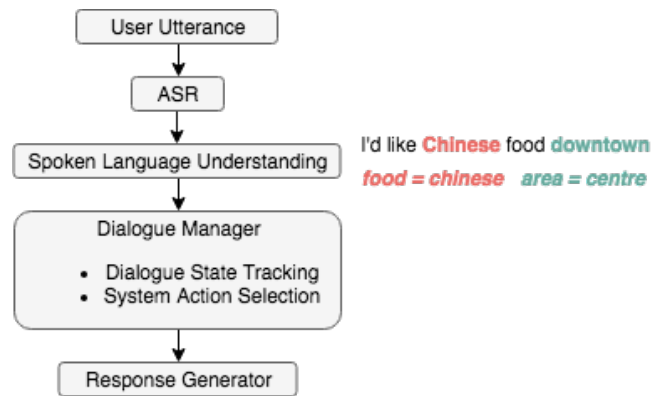 User Utterance
ASR
Spoken Language Understanding
I'd like Chinese food downtown
food = chinese area = centre
Dialogue Manager
• Dialogue State Tracking
• System Action Selection
Response Generator